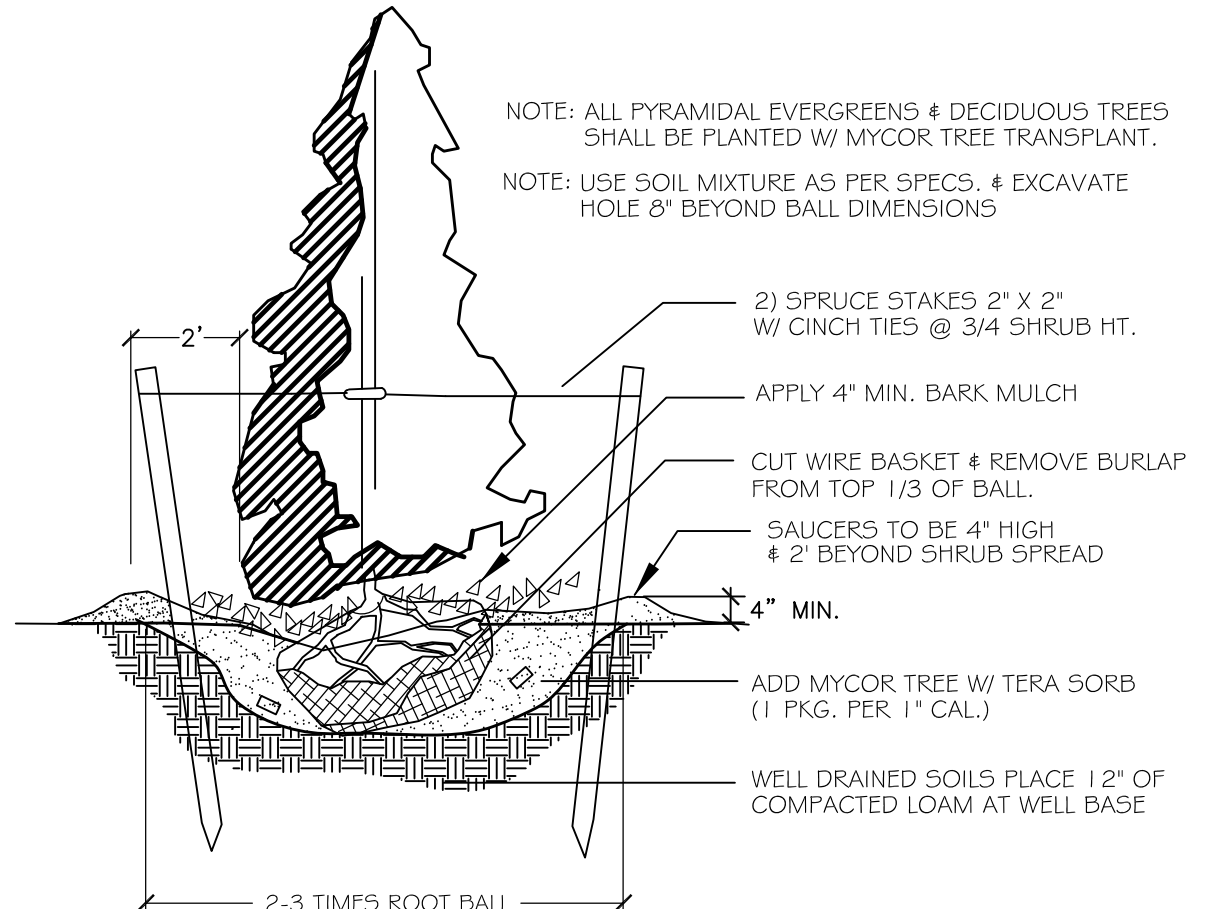 NOTE: ALL PYRAMIDAL EVERGREENS & DECIDUOUS TREES
SHALL BE PLANTED W/ MYCOR TREE TRANSPLANT.
NOTE: USE SOIL MIXTURE AS PER SPECS. & EXCAVATE
HOLE 8" BEYOND BALL DIMENSIONS
2) SPRUCE STAKES 2" X 2"
W/ CINCH TIES @ 3/4 SHRUB HT.
2'
APPLY 4" MIN. BARK MULCH
CUT WIRE BASKET & REMOVE BURLAP
FROM TOP 1/3 OF BALL.
SAUCERS TO BE 4" HIGH
& 2' BEYOND SHRUB SPREAD
4" MIN.
ADD MYCOR TREE W/ TERA SORB
(1 PKG. PER 1" CAL.)
WELL DRAINED SOILS PLACE 12" OF
COMPACTED LOAM AT WELL BASE
2-3 TIMES ROOT BALL